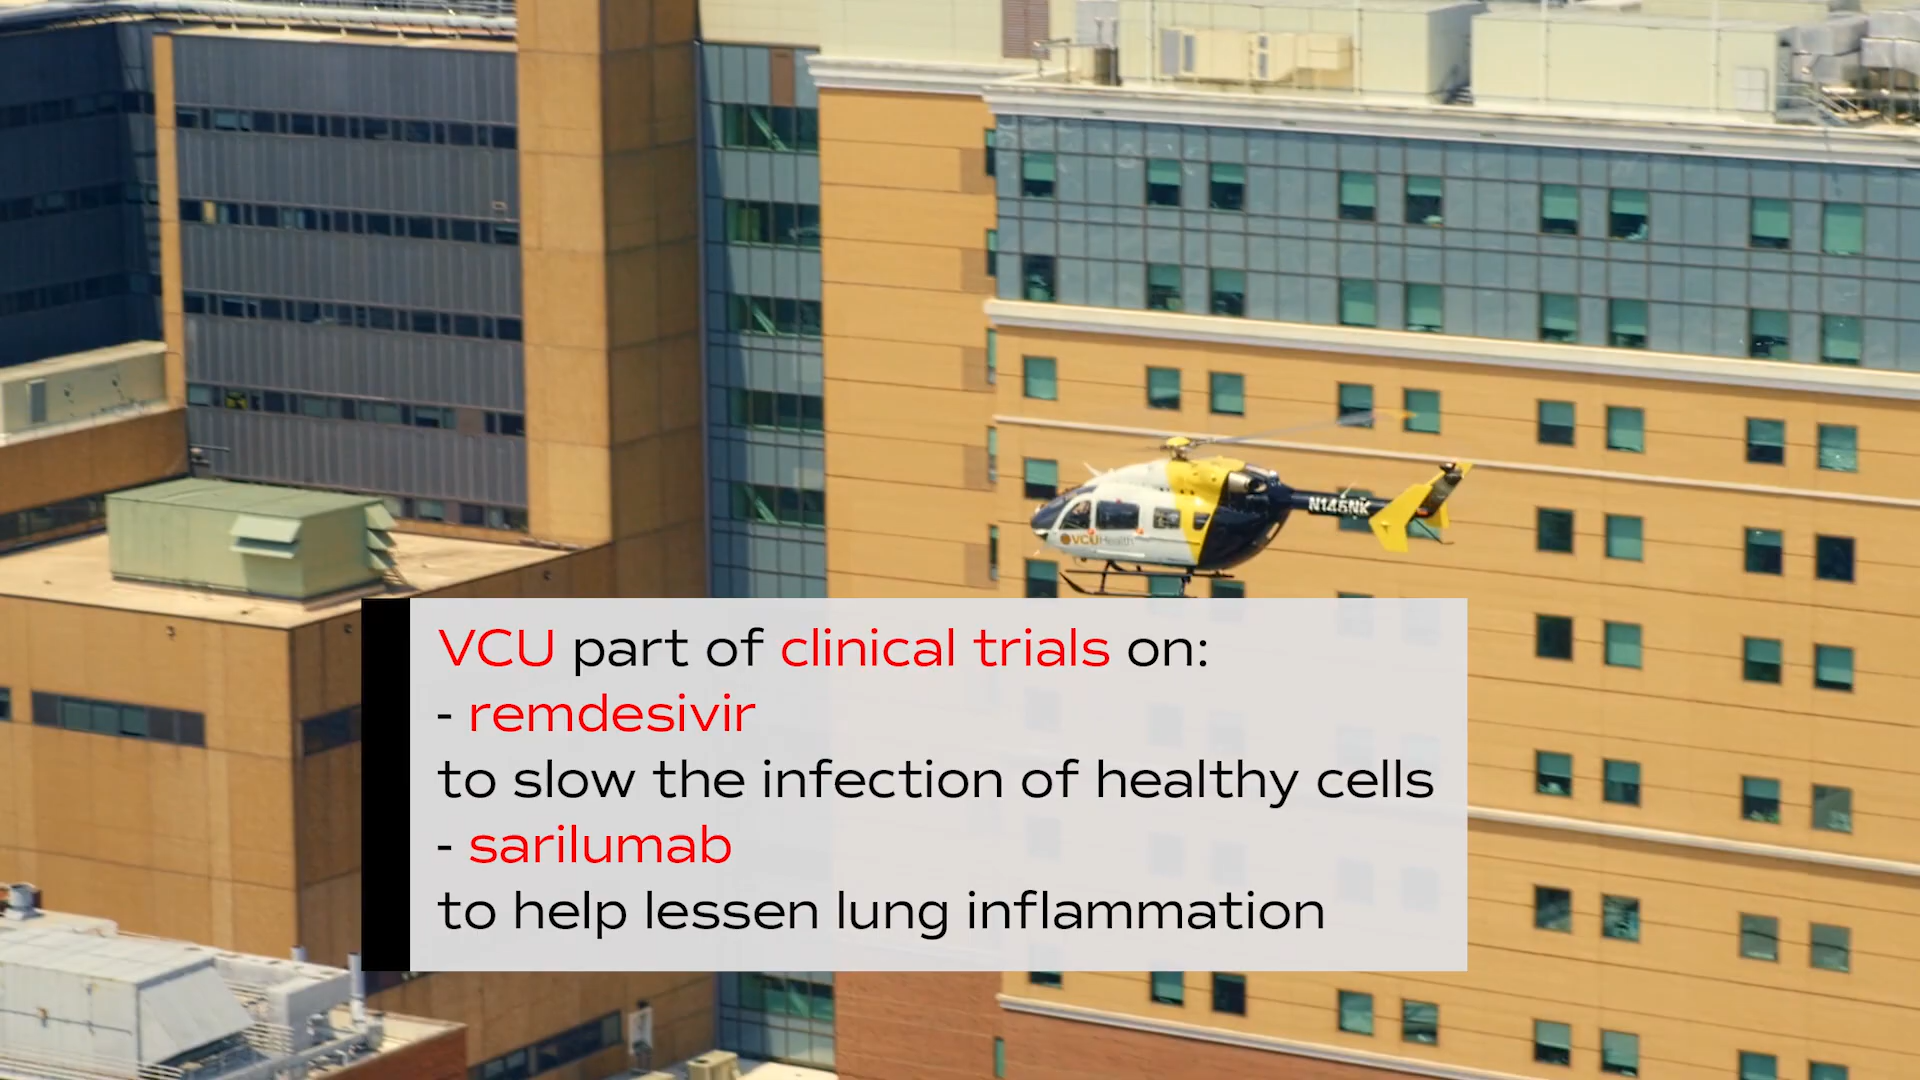 N145NK
VCUHealth
VCU part of clinical trials on:
- remdesivir
to slow the infection of healthy cells
- sarilumab
to help lessen lung inflammation